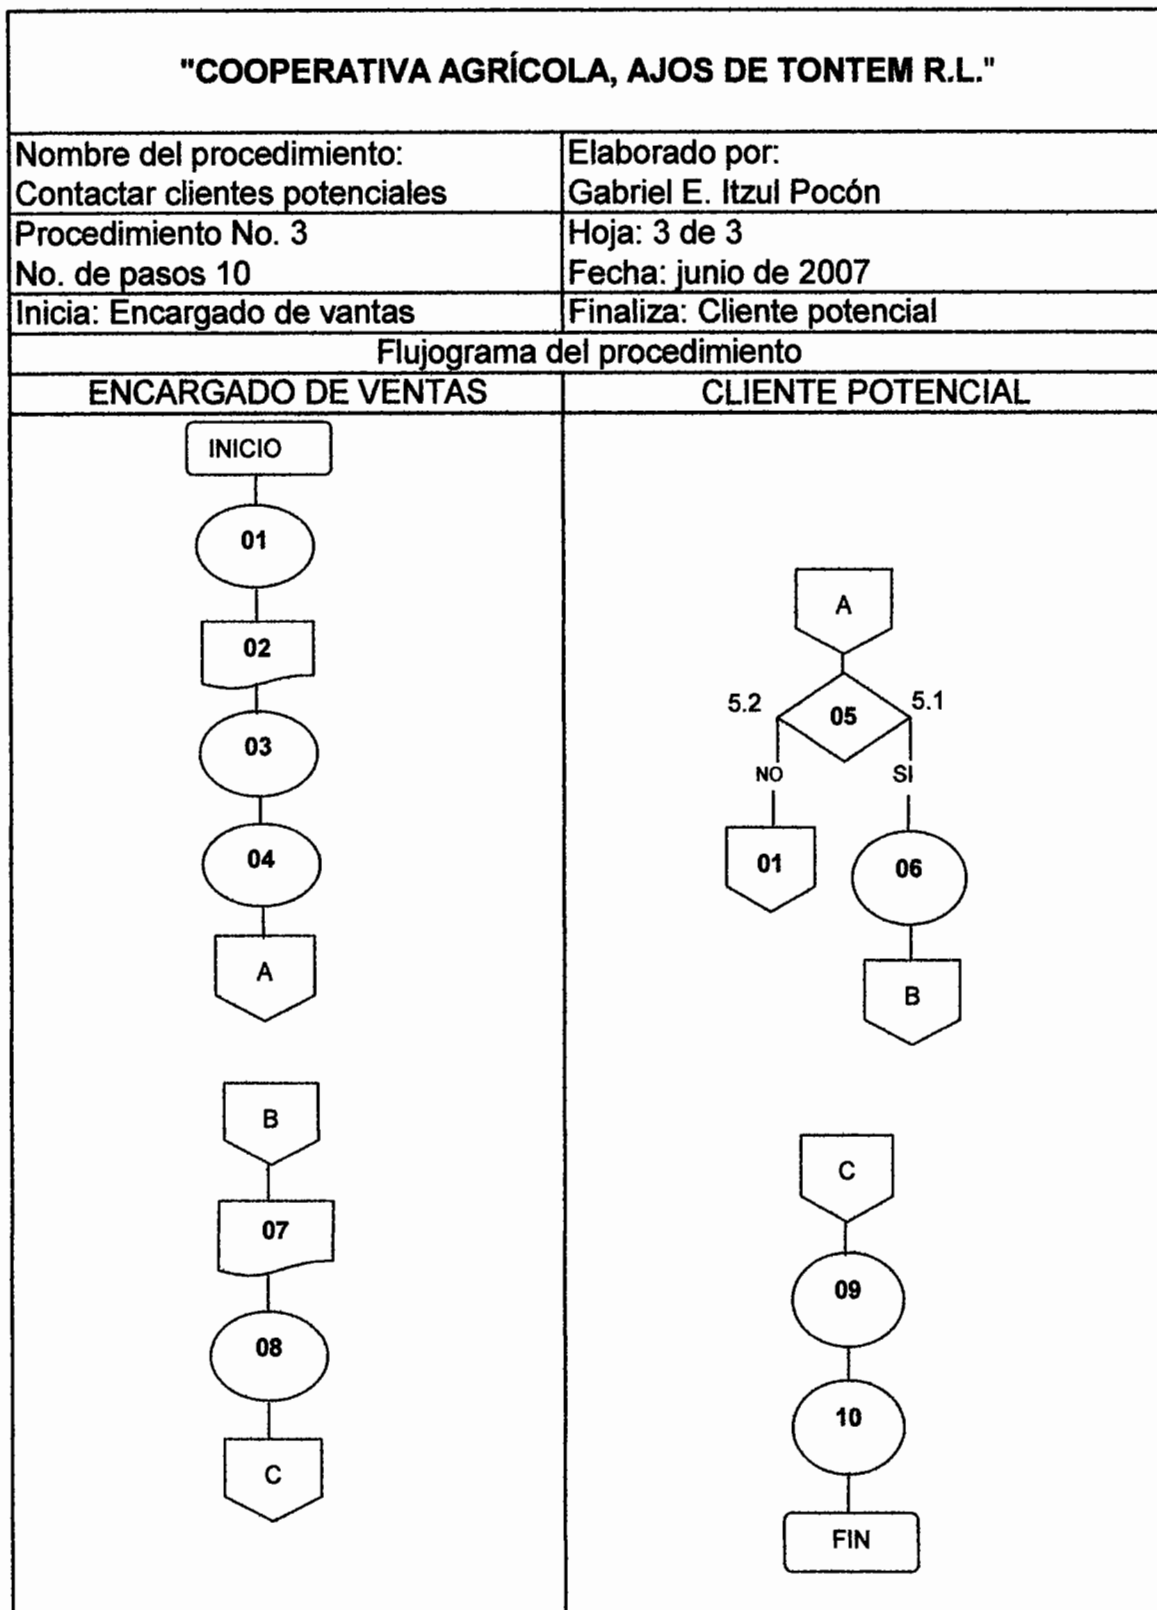 "COOPERATIVA AGRÍCOLA, AJOS DE TONTEM R.L."
Nombre del procedimiento:
Contactar clientes potenciales
Elaborado por:
Gabriel E. Itzul Pocón
Procedimiento No. 3
No. de pasos 10
Hoja: 3 de 3
Fecha: junio de 2007
Inicia: Encargado de vantas
Finaliza: Cliente potencial
Flujograma del procedimiento
ENCARGADO DE VENTAS
CLIENTE POTENCIAL
INICIO
01
02
03
04
A
B
07
08
C
A
5.2
05
5.1
NO
SI
01
06
B
C
09
10
FIN